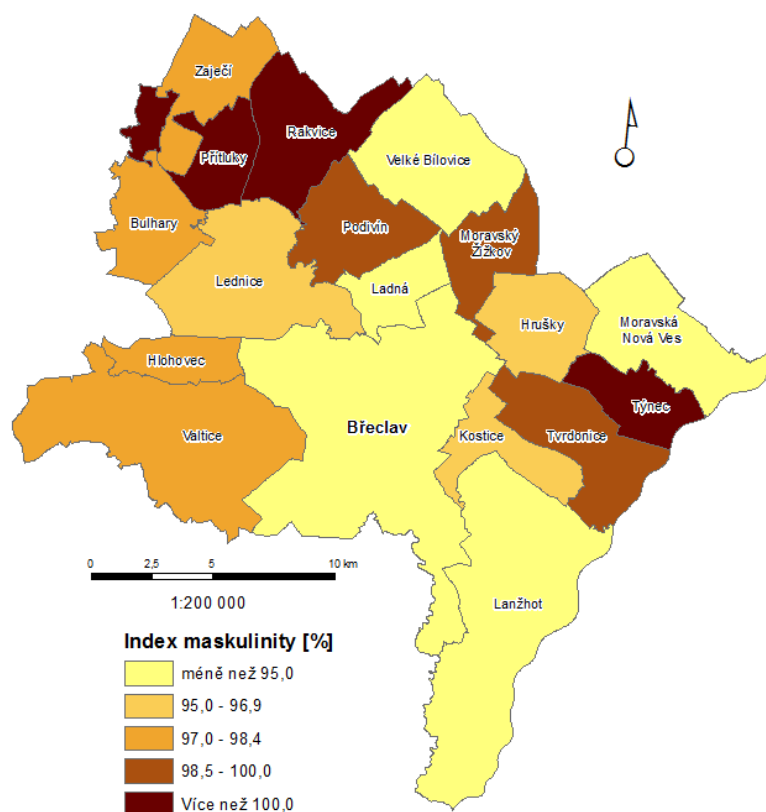 Zaječí
Přítluky
Rakvice
Velké Bílovice
Bulhary
Podivín
Moravský
Žižkov
Lednice
Ladná
Hrušky
Moravská
Nová Ves
Hlohovec
Týnec
Valtice
Břeclav
Kostice
Tvrdonice
Lanžhot
0 2,5 5 10 km
1:200 000
Index maskulinity [%]
méně než 95,0
95,0 - 96,9
97,0 - 98,4
98,5 - 100,0
Více než 100,0